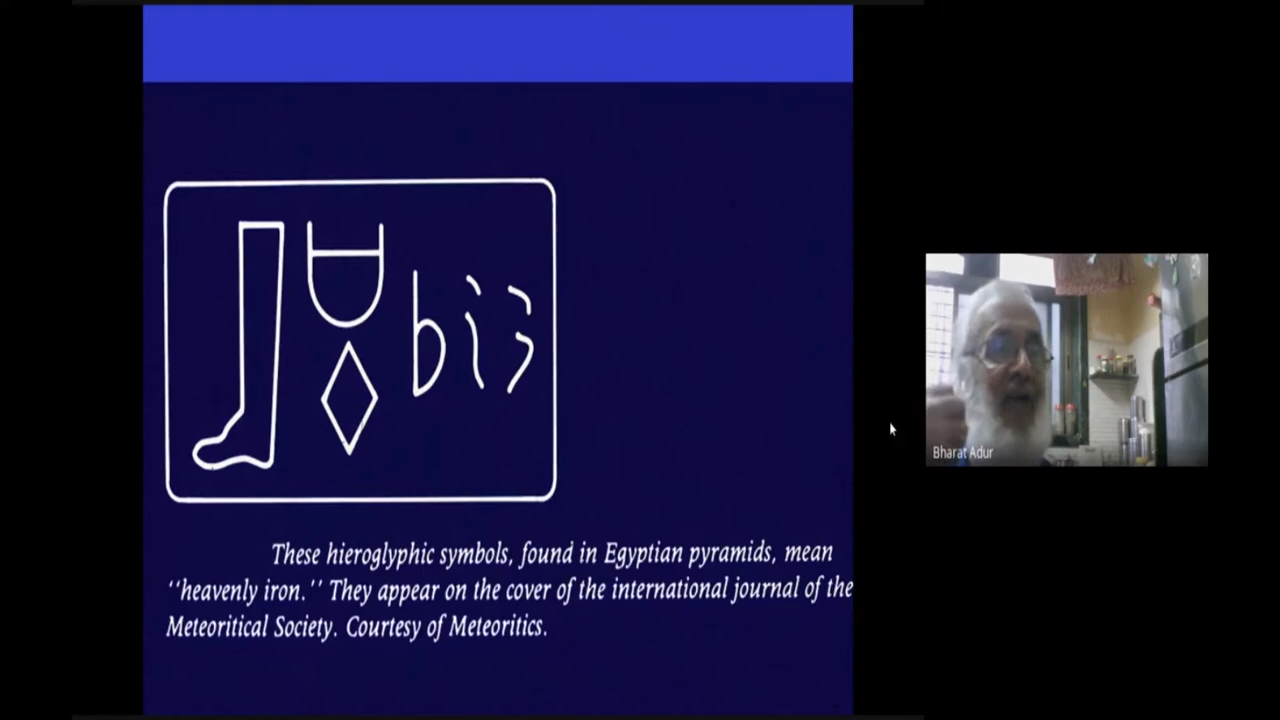 biꜣ
These hieroglyphic symbols, found in Egyptian pyramids, mean
‘‘heavenly iron.’’ They appear on the cover of the international journal of the
Meteoritical Society. Courtesy of Meteoritics.
Bharat Adur